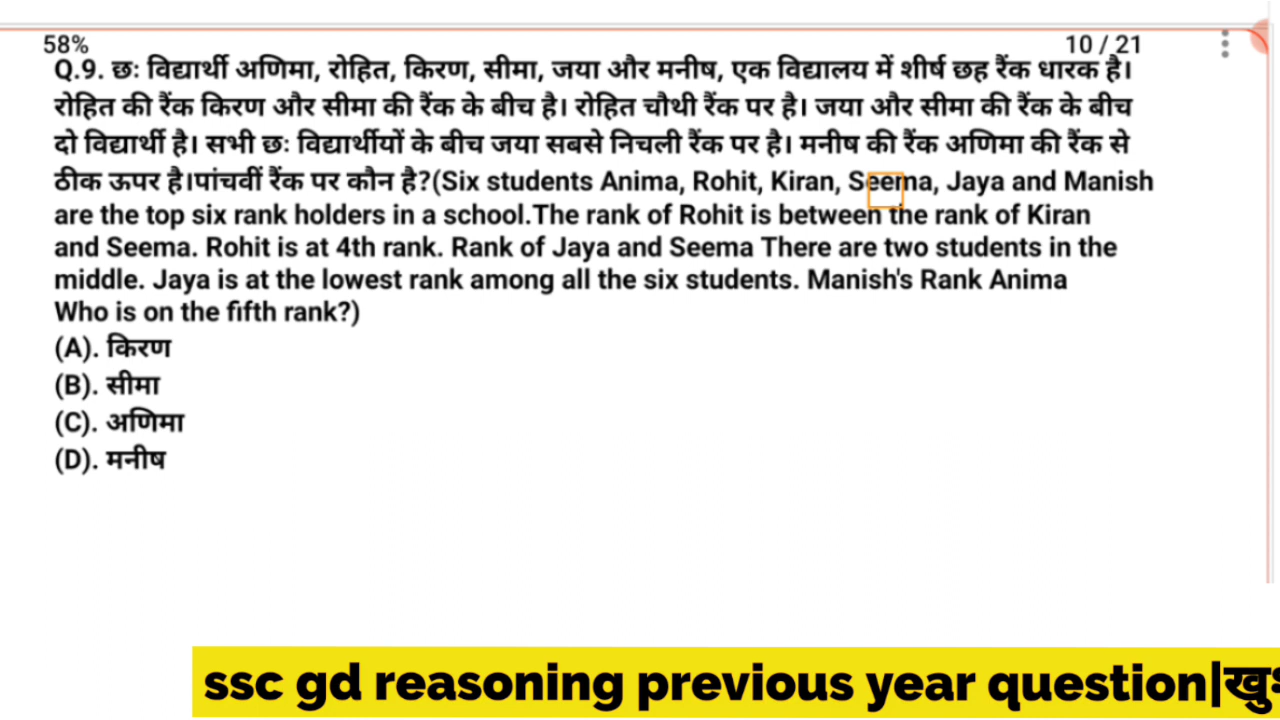 58%
10 / 21
Q.9. छः विद्यार्थी अणिमा, रोहित, किरण, सीमा, जया और मनीष, एक विद्यालय में शीर्ष छह रैंक धारक है।
रोहित की रैंक किरण और सीमा की रैंक के बीच है। रोहित चौथी रैंक पर है। जया और सीमा की रैंक के बीच
दो विद्यार्थी है। सभी छः विद्यार्थीयों के बीच जया सबसे निचली रैंक पर है। मनीष की रैंक अणिमा की रैंक से
ठीक ऊपर है।पांचवीं रैंक पर कौन है?(Six students Anima, Rohit, Kiran, Seema, Jaya and Manish
are the top six rank holders in a school.The rank of Rohit is between the rank of Kiran
and Seema. Rohit is at 4th rank. Rank of Jaya and Seema There are two students in the
middle. Jaya is at the lowest rank among all the six students. Manish's Rank Anima
Who is on the fifth rank?)
(A). किरण
(B). सीमा
(C). अणिमा
(D). मनीष
ssc gd reasoning previous year question|